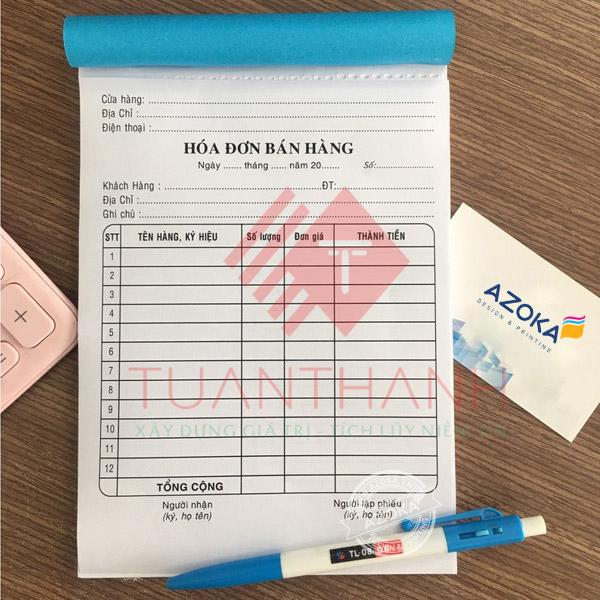 Cửa hàng: ........................................
Địa Chỉ : ........................................
Điện thoại : ........................................
HÓA ĐƠN BÁN HÀNG
Ngày ....... tháng ...... năm 20....... Số:....................
Khách Hàng : ........................................ ĐT: ....................
Địa Chỉ : ........................................
Ghi chú : ........................................
STT TÊN HÀNG, KÝ HIỆU Số lượng Đơn giá THÀNH TIỀN
1
2
3
4
5
6
7
8
9
10
11
12
TỔNG CỘNG
Người nhận Người lập phiếu
(ký, họ tên) (ký, họ tên)
T
TUANTHANH
XÂY DỰNG GIÁ TRỊ - TÍCH LŨY NIỀM TIN
AZOKA
DESIGN & PRINTING
TL-08
+
=